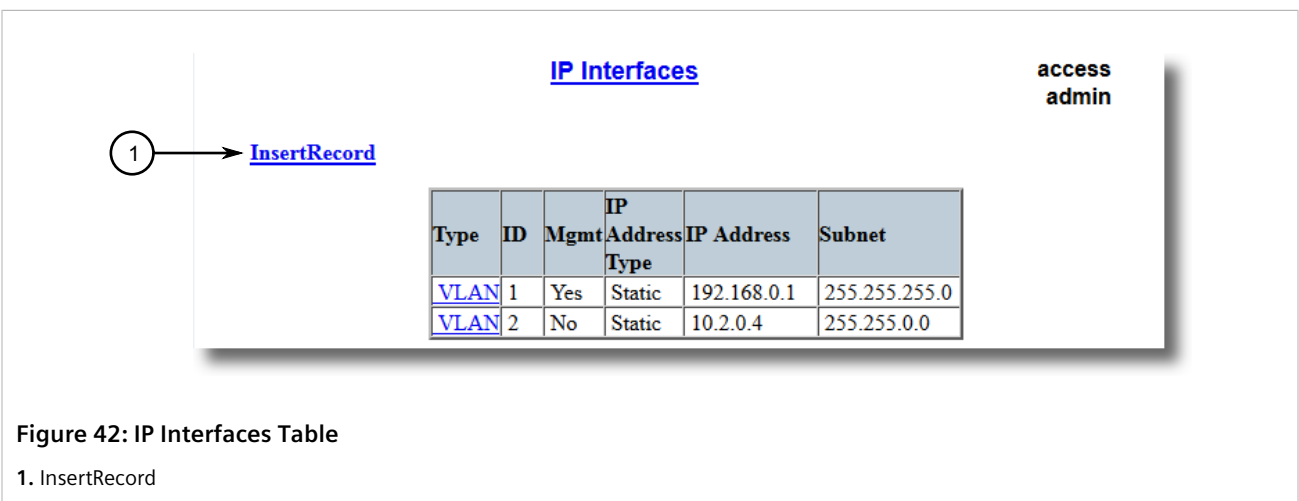 IP Interfaces
access
admin
1
InsertRecord
Type ID Mgmt IP Address Type IP Address Subnet
VLAN 1 Yes Static 192.168.0.1 255.255.255.0
VLAN 2 No Static 10.2.0.4 255.255.0.0
Figure 42: IP Interfaces Table
1. InsertRecord